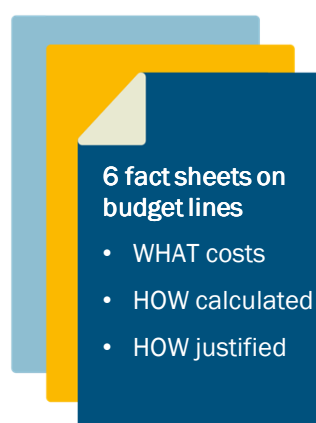 6 fact sheets on
budget lines
• WHAT costs
• HOW calculated
• HOW justified